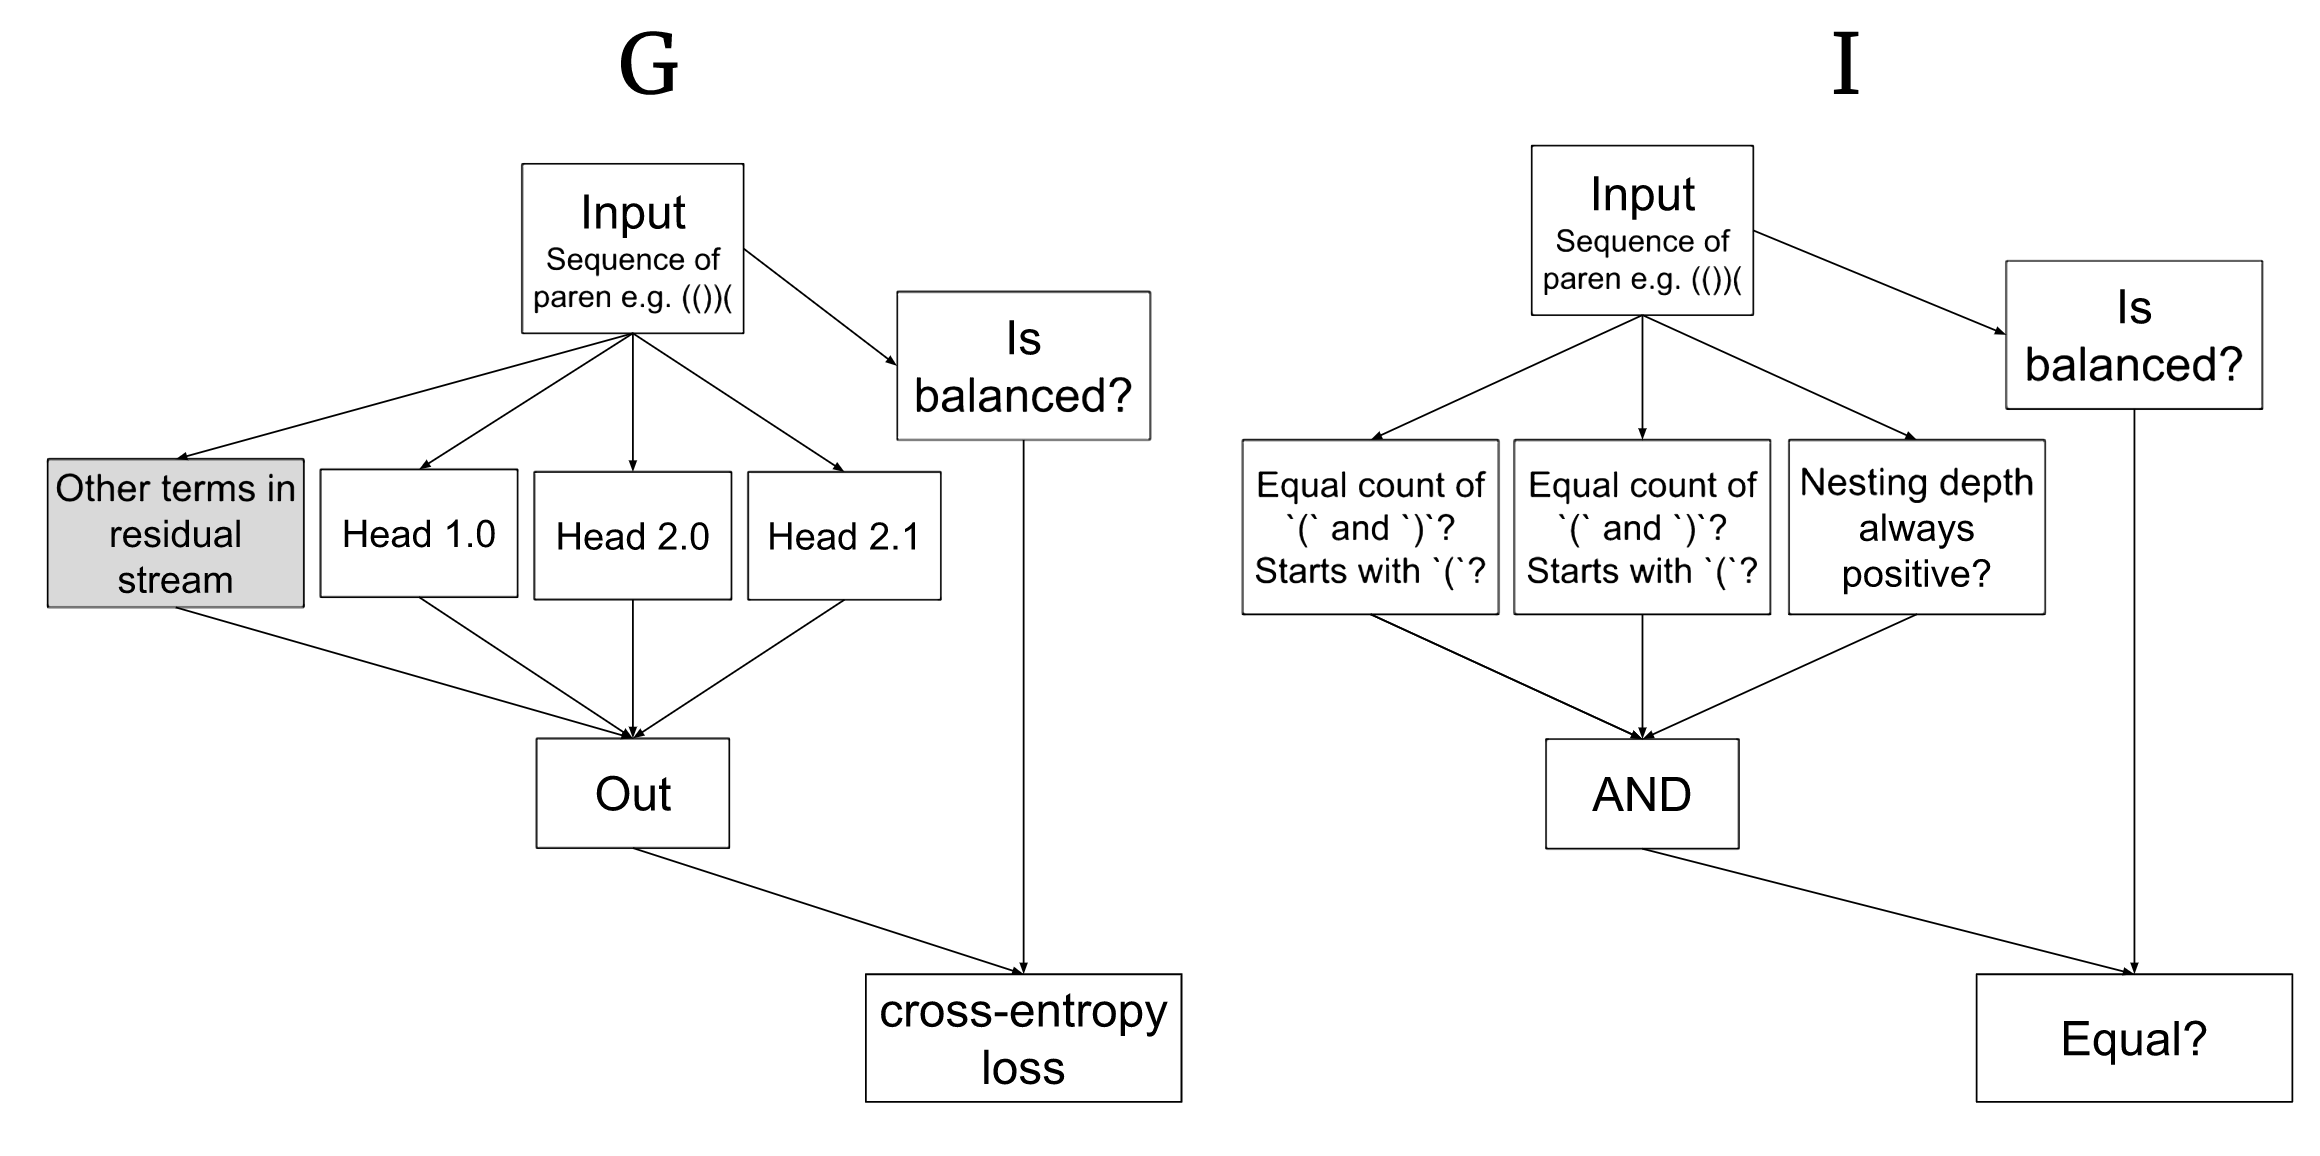 G
Input
Sequence of
paren e.g. (())(
Is
balanced?
Other terms in
residual
stream
Head 1.0
Head 2.0
Head 2.1
Out
cross-entropy
loss
I
Input
Sequence of
paren e.g. (())(
Is
balanced?
Equal count of
`(` and `)`?
Starts with `(`?
Equal count of
`(` and `)`?
Starts with `(`?
Nesting depth
always
positive?
AND
Equal?